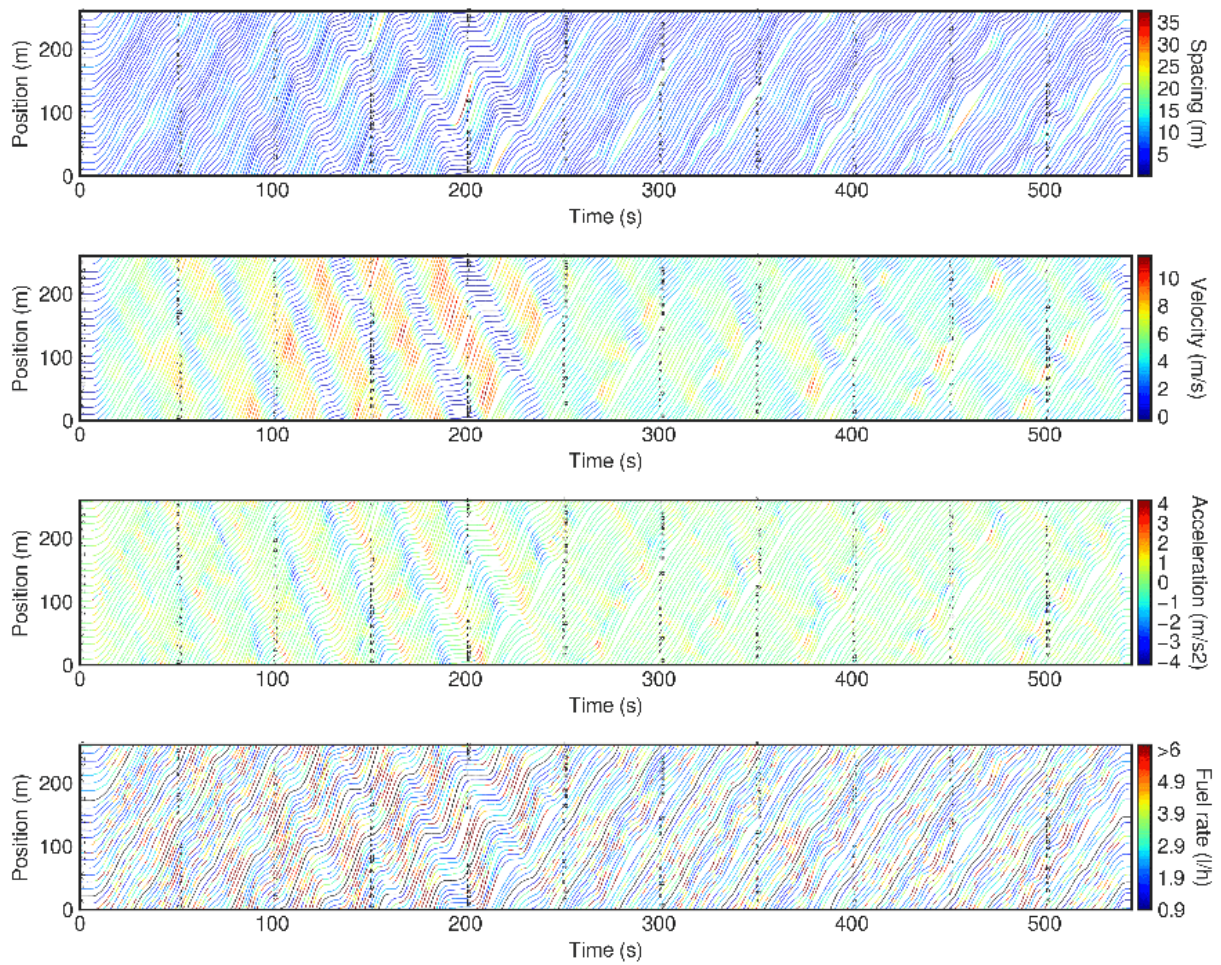 Position (m)
200
100
0
0 100 200 300 400 500
Time (s)
35
30
25
20
15
10
5
Spacing (m)
Position (m)
200
100
0
0 100 200 300 400 500
Time (s)
10
8
6
4
2
0
Velocity (m/s)
Position (m)
200
100
0
0 100 200 300 400 500
Time (s)
4
3
2
1
0
−1
−2
−3
−4
Acceleration (m/s2)
Position (m)
200
100
0
0 100 200 300 400 500
Time (s)
>6
4.9
3.9
2.9
1.9
0.9
Fuel rate (l/h)